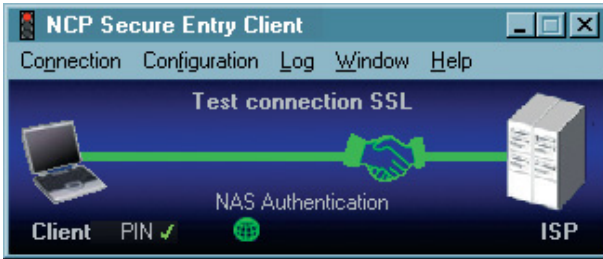 NCP Secure Entry Client
Connection Configuration Log Window Help
Test connection SSL
NAS Authentication
Client PIN ✓ ISP